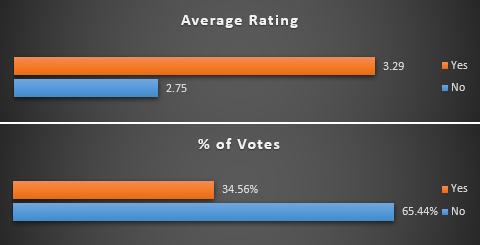 Average Rating
3.29
Yes
2.75
No
% of Votes
34.56%
Yes
65.44%
No